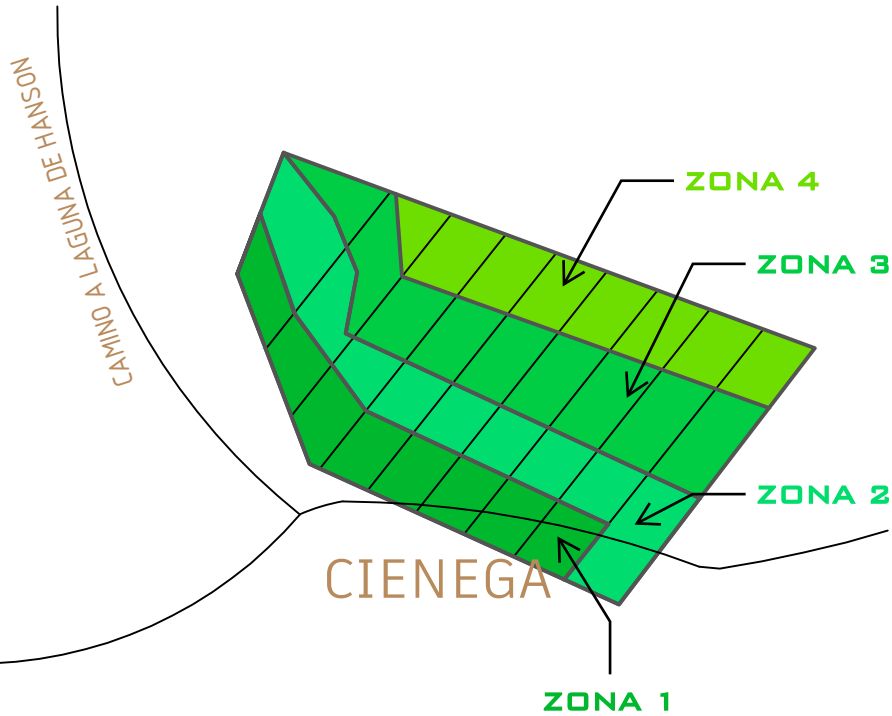 CAMINO A LAGUNA DE HANSON
ZONA 4
ZONA 3
ZONA 2
CIENEGA
ZONA 1